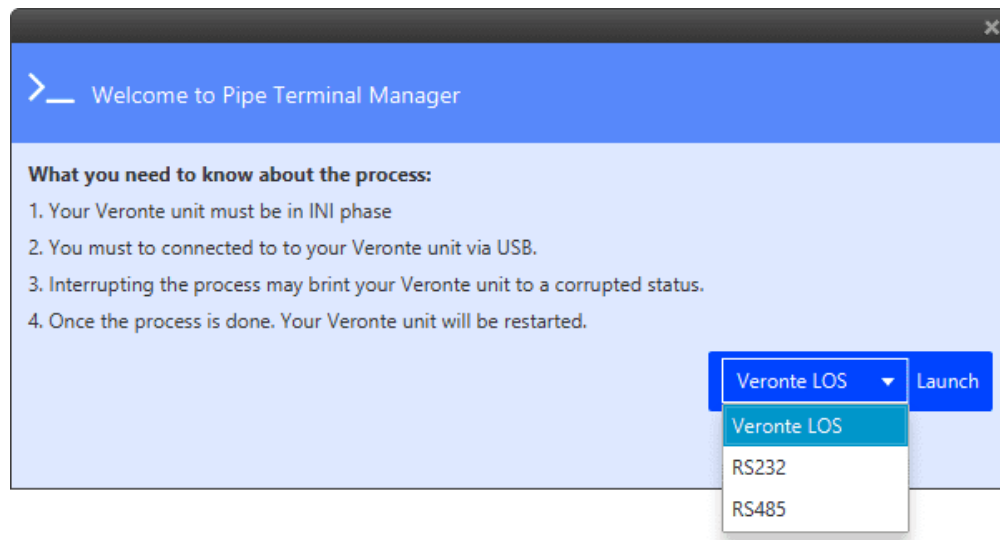 Welcome to Pipe Terminal Manager
What you need to know about the process:
1. Your Veronte unit must be in INI phase
2. You must to connected to to your Veronte unit via USB.
3. Interrupting the process may brint your Veronte unit to a corrupted status.
4. Once the process is done. Your Veronte unit will be restarted.
Veronte LOS Launch
Veronte LOS
RS232
RS485